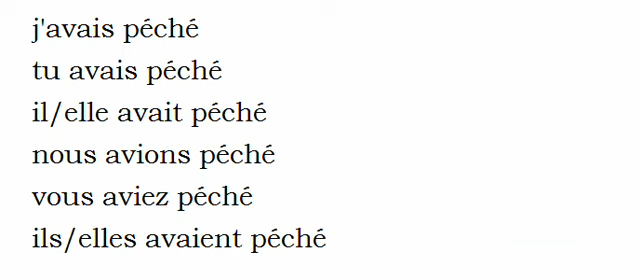 j'avais péché
tu avais péché
il/elle avait péché
nous avions péché
vous aviez péché
ils/elles avaient péché